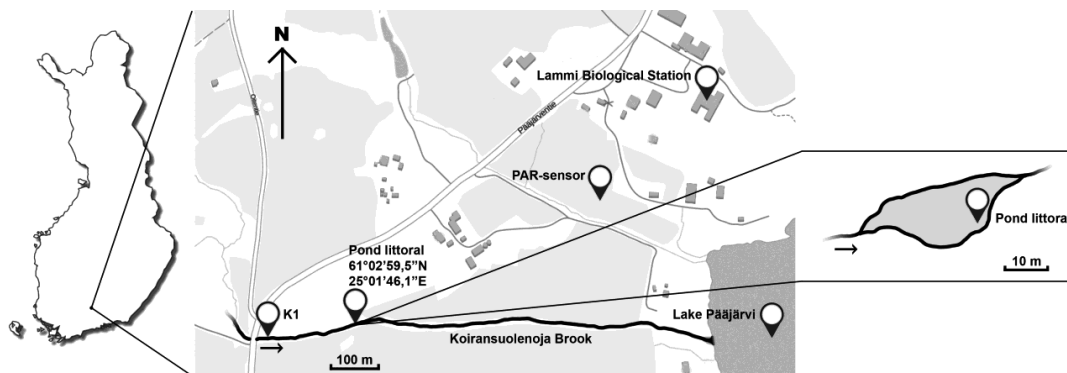 N
Lammi Biological Station
Pääjärventie
PAR-sensor
Pond littoral
61°02’59,5”N
25°01’46,1”E
K1
Lake Pääjärvi
Koiransuolenoja Brook
100 m
Pond littoral
10 m